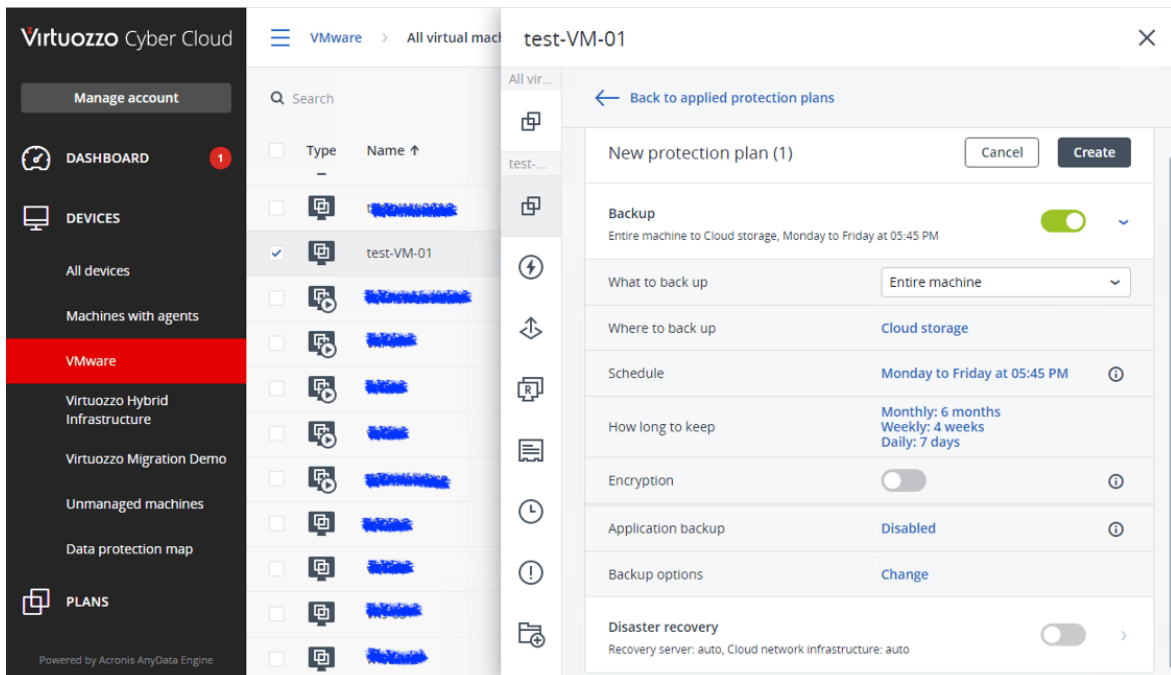 Virtuozzo Cyber Cloud
Manage account
DASHBOARD
1
DEVICES
All devices
Machines with agents
VMware
Virtuozzo Hybrid
Infrastructure
Virtuozzo Migration Demo
Unmanaged machines
Data protection map
PLANS
Powered by Acronis AnyData Engine
VMware > All virtual mach
Search
Type Name ↑
test-VM-01
test-VM-01
All vir...
test-...
Back to applied protection plans
New protection plan (1)
Cancel
Create
Backup
Entire machine to Cloud storage, Monday to Friday at 05:45 PM
What to back up Entire machine
Where to back up Cloud storage
Schedule Monday to Friday at 05:45 PM
How long to keep
Monthly: 6 months
Weekly: 4 weeks
Daily: 7 days
Encryption
Application backup Disabled
Backup options Change
Disaster recovery
Recovery server: auto, Cloud network infrastructure: auto